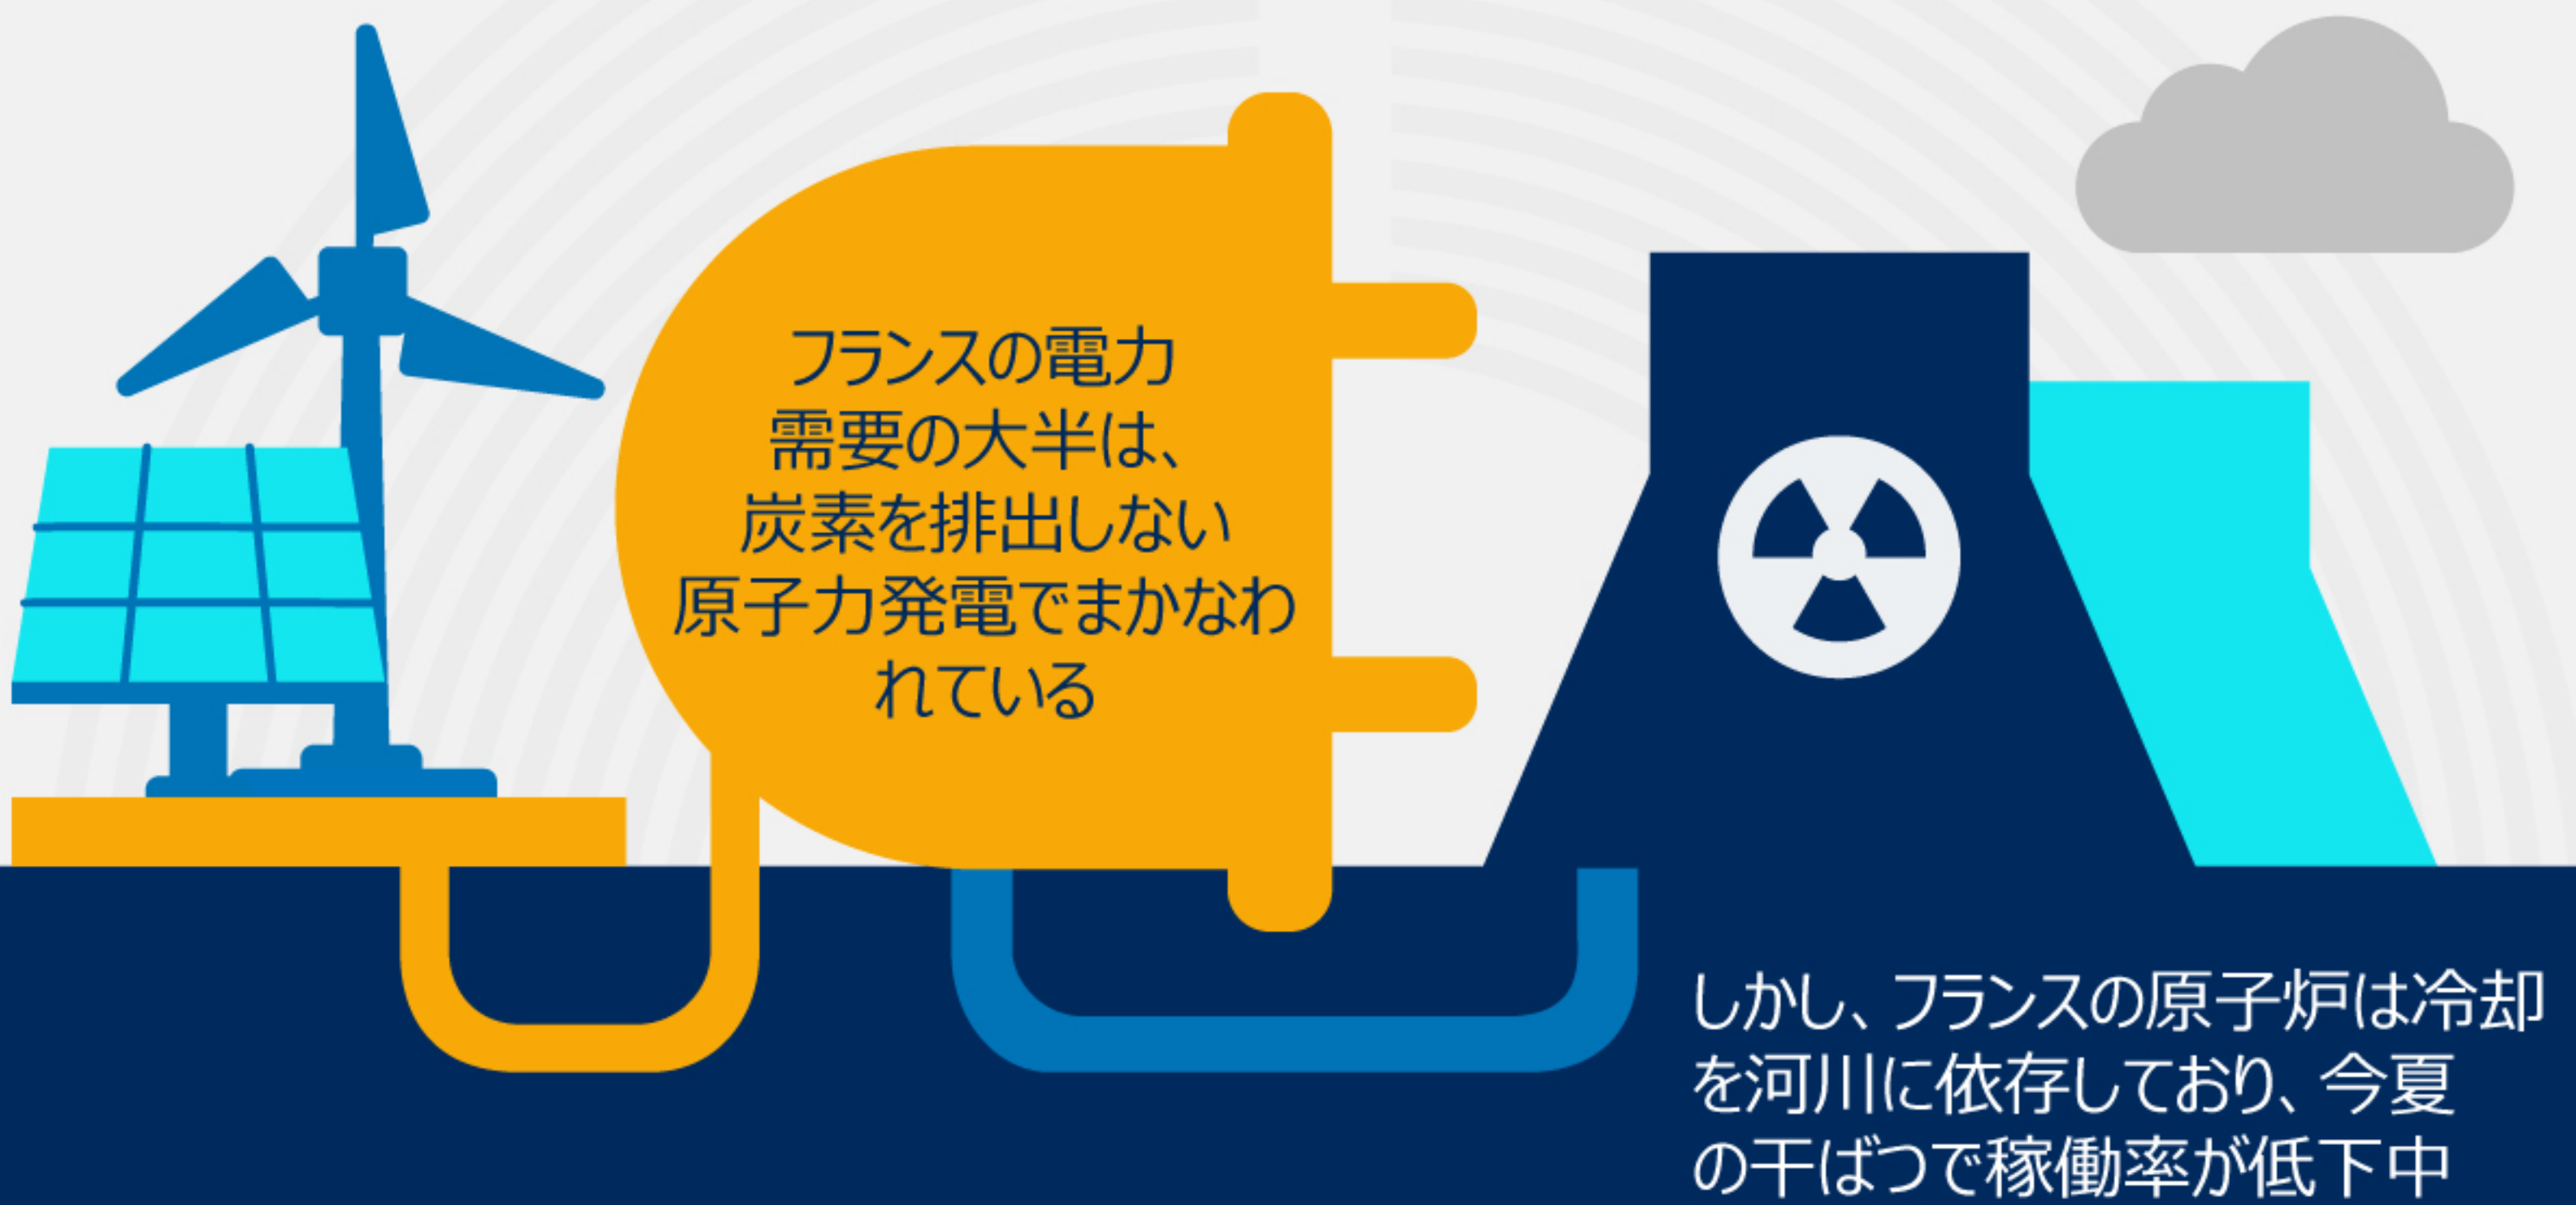 フランスの電力
需要の大半は、
炭素を排出しない
原子力発電でまかなわ
れている
しかし、フランスの原子炉は冷却
を河川に依存しており、今夏
の干ばつで稼働率が低下中